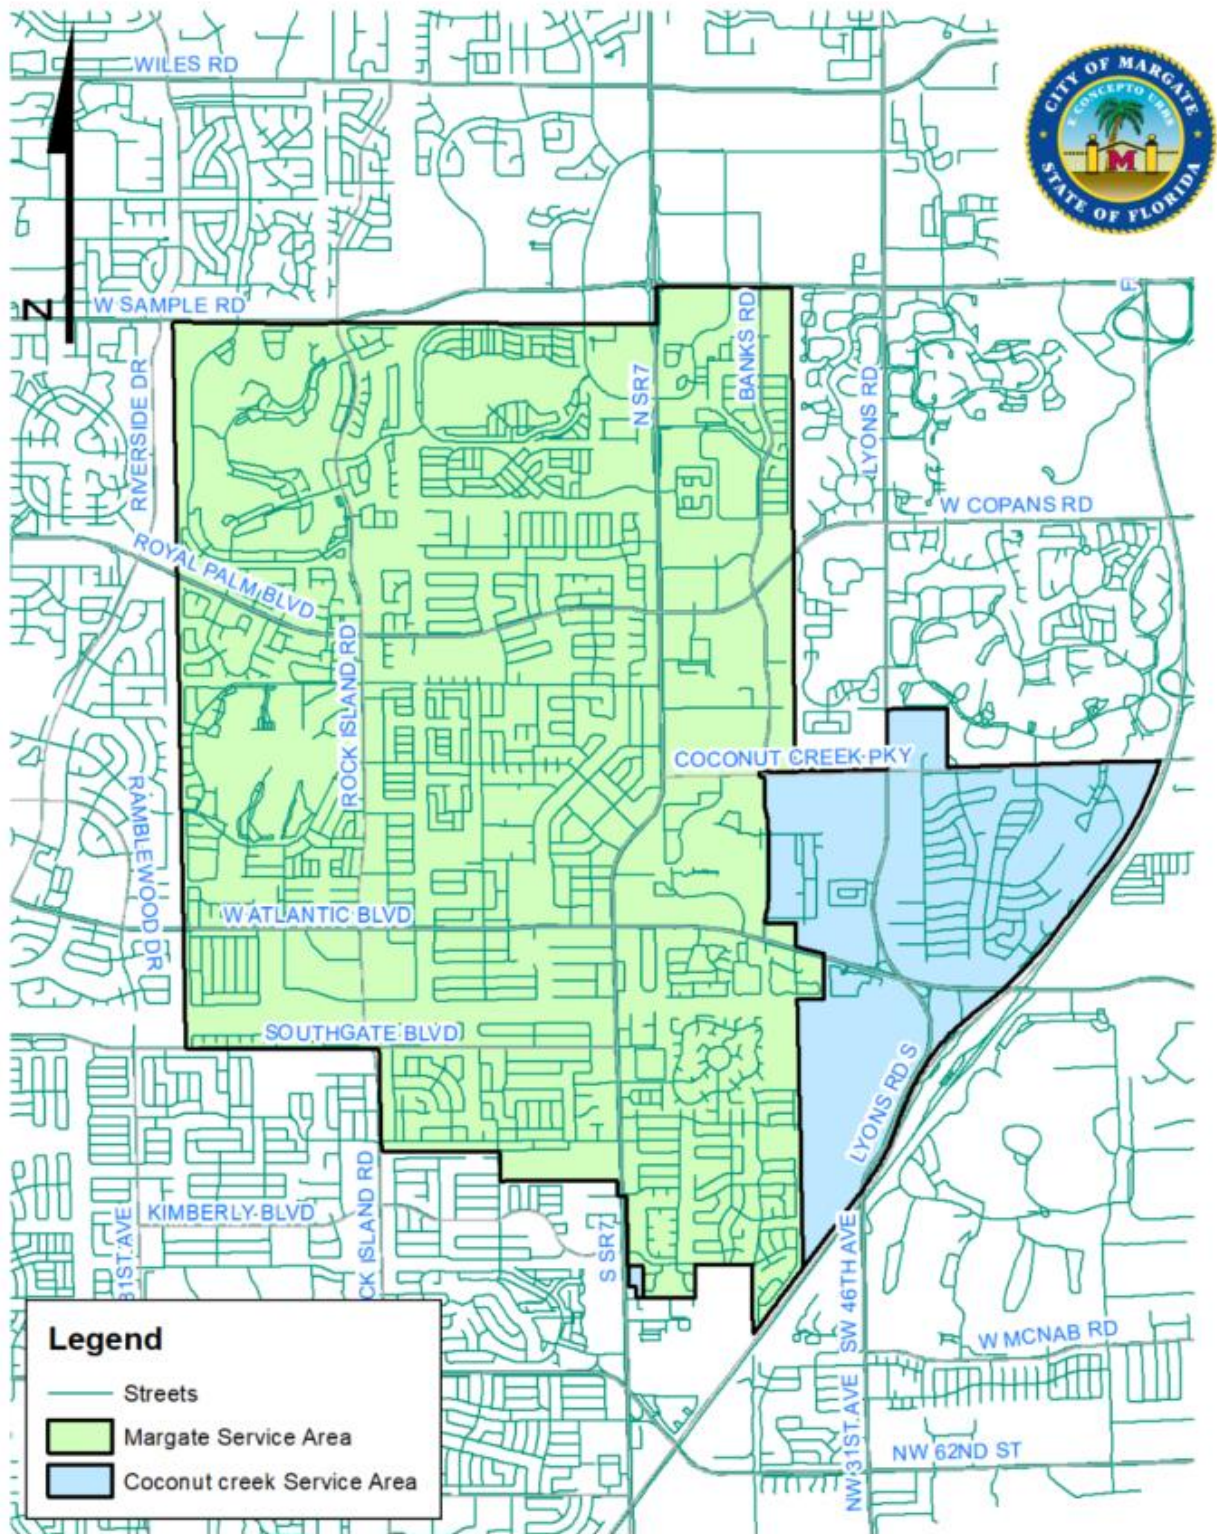 WILES RD
CITY OF MARGATE
E CONCEPTO URBS
M
STATE OF FLORIDA
N
W SAMPLE RD
RIVERSIDE DR
N SR7
BANKS RD
LYONS RD
W COPANS RD
ROYAL PALM BLVD
ROCK ISLAND RD
COCONUT CREEK PKY
RAMBLEWOOD DR
W ATLANTIC BLVD
SOUTHGATE BLVD
LYONS RD S
KIMBERLY BLVD
81ST AVE
CK ISLAND RD
S SR7
SW 46TH AVE
W MCNAB RD
NW 31ST AVE
NW 62ND ST
Legend
Streets
Margate Service Area
Coconut creek Service Area